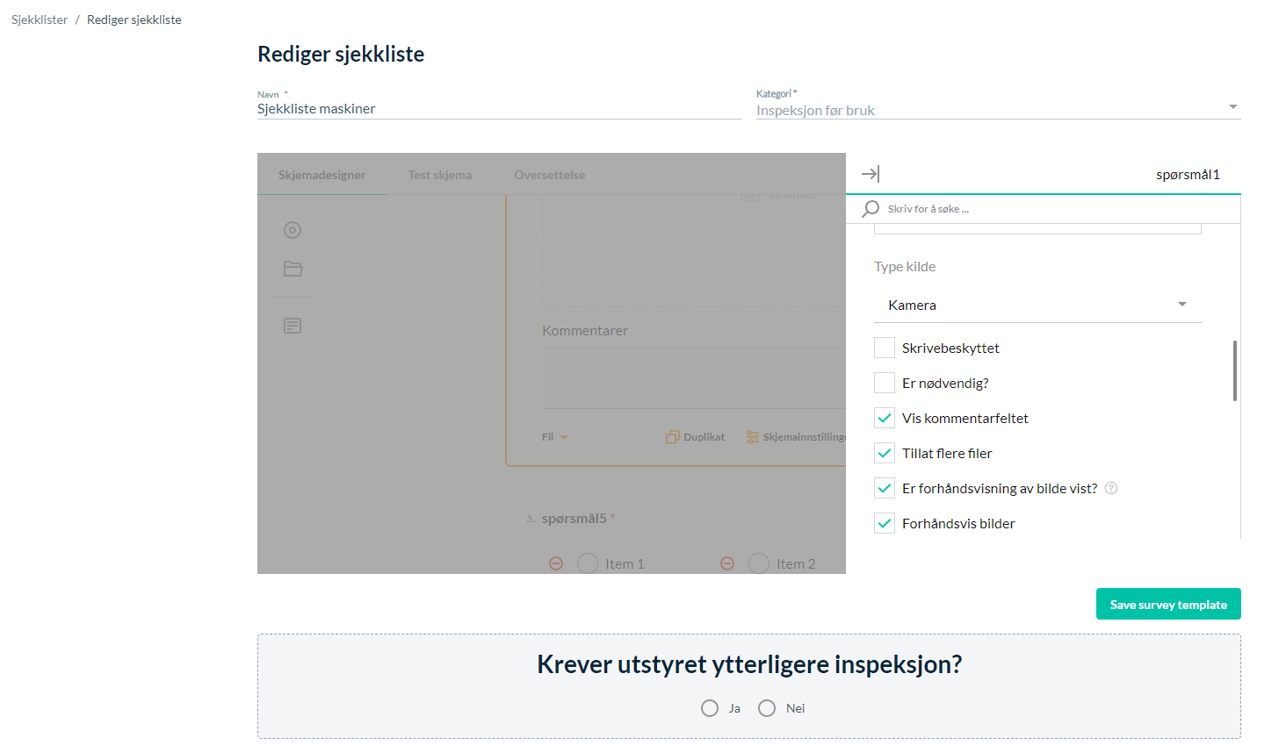 Sjekklister / Rediger sjekkliste
Rediger sjekkliste
Navn *
Sjekkliste maskiner
Kategori *
Inspeksjon før bruk
Skjemadesigner Test skjema Oversettelse
spørsmål1
Skriv for å søke ...
Type kilde
Kamera
Skrivebeskyttet
Er nødvendig?
Vis kommentarfeltet
Tillat flere filer
Er forhåndsvisning av bilde vist?
Forhåndsvis bilder
Kommentarer
Fil Duplikat Skjemainnstillinge
5. spørsmål5 *
Item 1 Item 2
Save survey template
Krever utstyret ytterligere inspeksjon?
Ja Nei